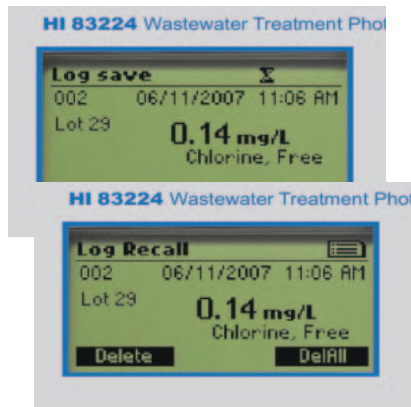 HI 83224 Wastewater Treatment Phot
Log save
002 06/11/2007 11:06 AM
Lot 29
0.14 mg/L
Chlorine, Free
HI 83224 Wastewater Treatment Phot
Log Recall
002 06/11/2007 11:06 AM
Lot 29
0.14 mg/L
Chlorine, Free
Delete DelAll